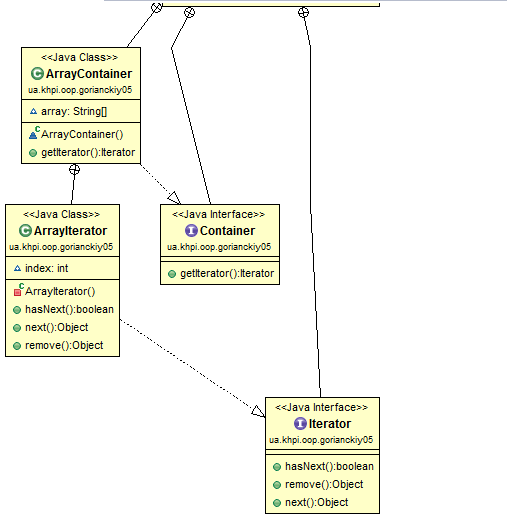 <<Java Class>>
C ArrayContainer
ua.khpi.oop.gorianckiy05
array: String[]
C ArrayContainer()
getIterator():Iterator
<<Java Class>>
C ArrayIterator
ua.khpi.oop.gorianckiy05
index: int
C ArrayIterator()
hasNext():boolean
next():Object
remove():Object
<<Java Interface>>
I Container
ua.khpi.oop.gorianckiy05
getIterator():Iterator
<<Java Interface>>
I Iterator
ua.khpi.oop.gorianckiy05
hasNext():boolean
remove():Object
next():Object